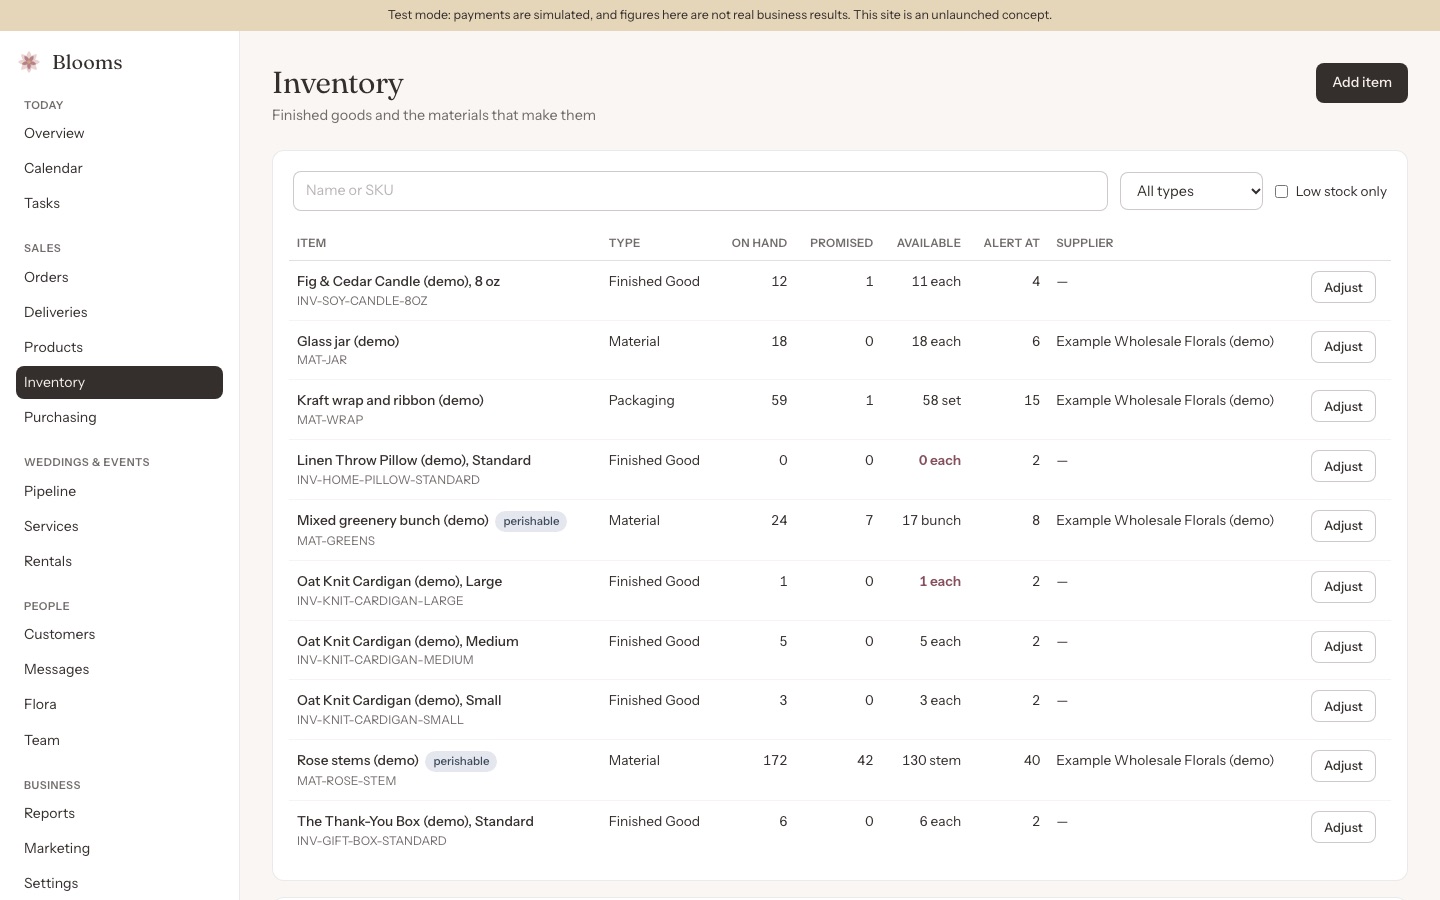 Test mode: payments are simulated, and figures here are not real business results. This site is an unlaunched concept.
Blooms
TODAY
Overview
Calendar
Tasks
SALES
Orders
Deliveries
Products
Inventory
Purchasing
WEDDINGS & EVENTS
Pipeline
Services
Rentals
PEOPLE
Customers
Messages
Flora
Team
BUSINESS
Reports
Marketing
Settings
Inventory
Finished goods and the materials that make them
Add item
Name or SKU
All types
Low stock only
ITEM TYPE ON HAND PROMISED AVAILABLE ALERT AT SUPPLIER
Fig & Cedar Candle (demo), 8 oz Finished Good 12 1 11 each 4 — Adjust
INV-SOY-CANDLE-8OZ
Glass jar (demo) Material 18 0 18 each 6 Example Wholesale Florals (demo) Adjust
MAT-JAR
Kraft wrap and ribbon (demo) Packaging 59 1 58 set 15 Example Wholesale Florals (demo) Adjust
MAT-WRAP
Linen Throw Pillow (demo), Standard Finished Good 0 0 0 each 2 — Adjust
INV-HOME-PILLOW-STANDARD
Mixed greenery bunch (demo) perishable Material 24 7 17 bunch 8 Example Wholesale Florals (demo) Adjust
MAT-GREENS
Oat Knit Cardigan (demo), Large Finished Good 1 0 1 each 2 — Adjust
INV-KNIT-CARDIGAN-LARGE
Oat Knit Cardigan (demo), Medium Finished Good 5 0 5 each 2 — Adjust
INV-KNIT-CARDIGAN-MEDIUM
Oat Knit Cardigan (demo), Small Finished Good 3 0 3 each 2 — Adjust
INV-KNIT-CARDIGAN-SMALL
Rose stems (demo) perishable Material 172 42 130 stem 40 Example Wholesale Florals (demo) Adjust
MAT-ROSE-STEM
The Thank-You Box (demo), Standard Finished Good 6 0 6 each 2 — Adjust
INV-GIFT-BOX-STANDARD